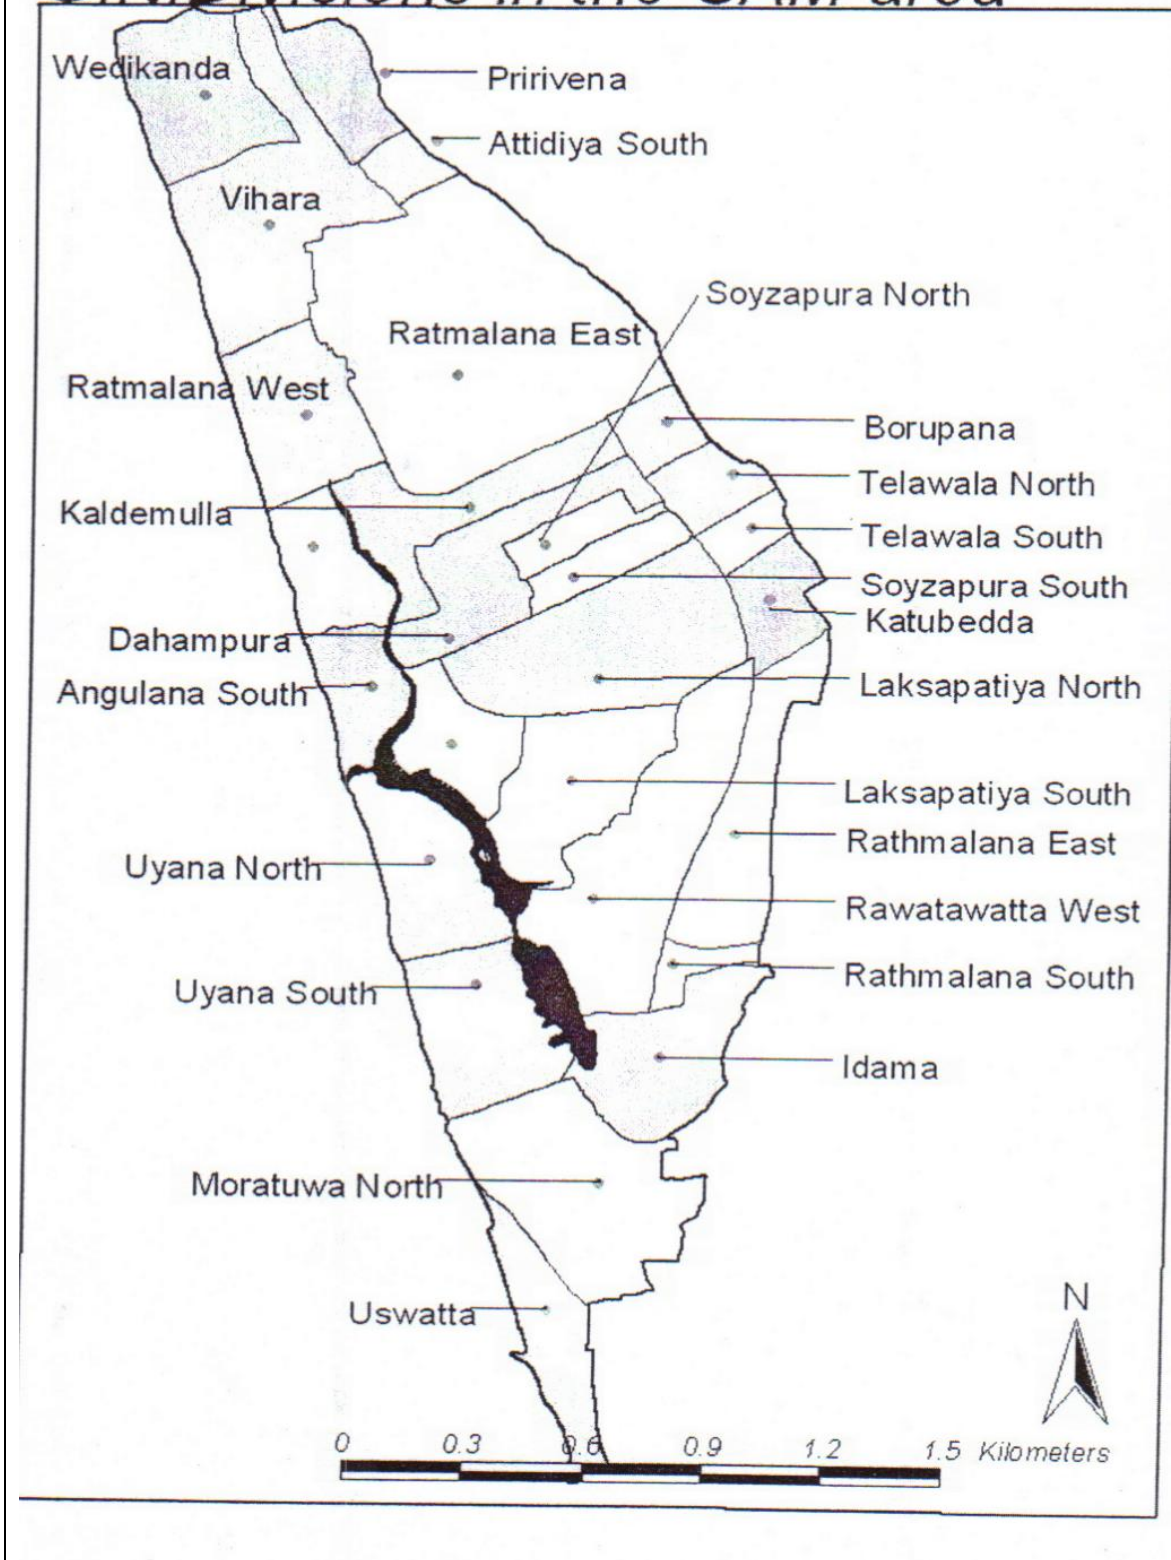 in the
Wedikanda
Pririvena
Attidiya South
Vihara
Soyzapura North
Ratmalana East
Ratmalana West
Borupana
Telawala North
Kaldemulla
Telawala South
Soyzapura South
Katubedda
Dahampura
Laksapatiya North
Angulana South
Laksapatiya South
Rathmalana East
Uyana North
Rawatawatta West
Rathmalana South
Uyana South
Idama
Moratuwa North
N
Uswatta
0 0.3 0.6 0.9 1.2 1.5 Kilometers